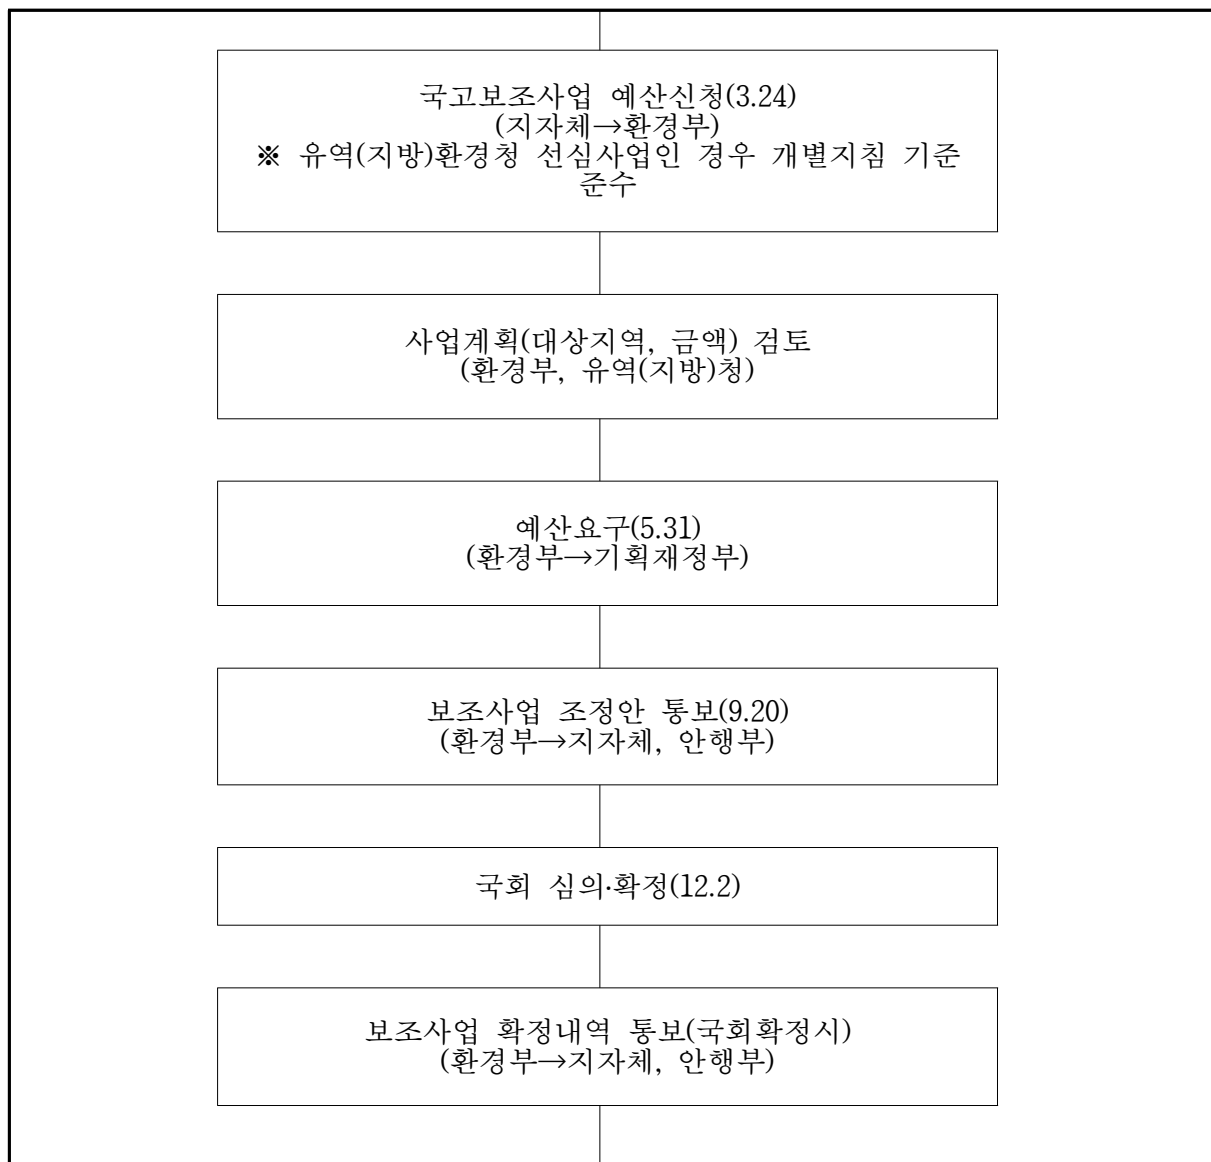 국고보조사업 예산신청(3.24)
(지자체→환경부)
※ 유역(지방)환경청 선심사업인 경우 개별지침 기준
준수
사업계획(대상지역, 금액) 검토
(환경부, 유역(지방)청)
예산요구(5.31)
(환경부→기획재정부)
보조사업 조정안 통보(9.20)
(환경부→지자체, 안행부)
국회 심의·확정(12.2)
보조사업 확정내역 통보(국회확정시)
(환경부→지자체, 안행부)